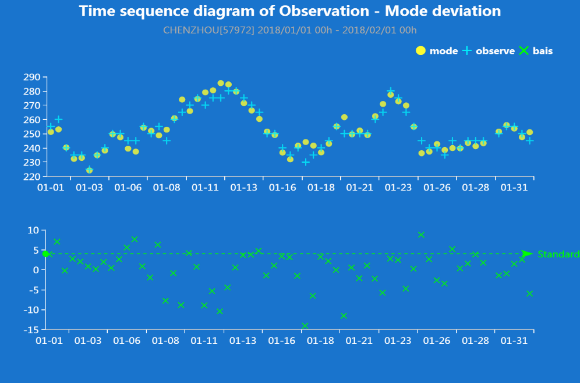 Time sequence diagram of Observation - Mode deviation
CHENZHOU[57972] 2018/01/01 00h - 2018/02/01 00h
mode observe bais
290
280
270
260
250
240
230
220
01-01 01-03 01-06 01-08 01-11 01-13 01-16 01-18 01-21 01-23 01-26 01-28 01-31
10
5
0
-5
-10
-15
Standard
01-01 01-03 01-06 01-08 01-11 01-13 01-16 01-18 01-21 01-23 01-26 01-28 01-31